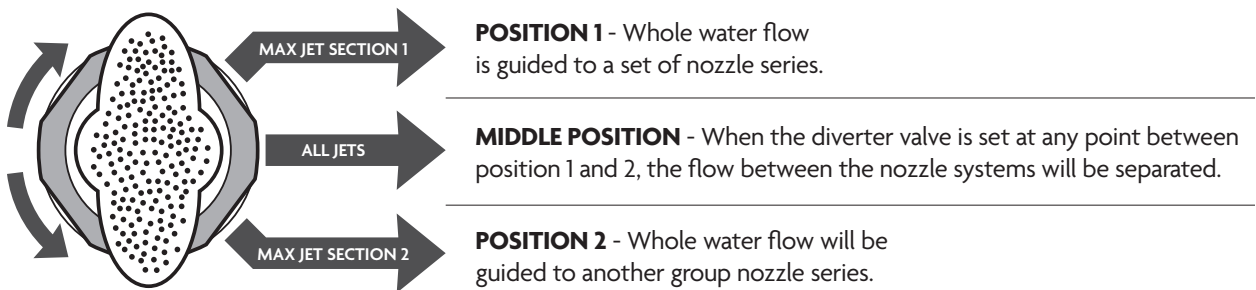 MAX JET SECTION 1
POSITION 1 - Whole water flow
is guided to a set of nozzle series.
ALL JETS
MIDDLE POSITION - When the diverter valve is set at any point between
position 1 and 2, the flow between the nozzle systems will be separated.
MAX JET SECTION 2
POSITION 2 - Whole water flow will be
guided to another group nozzle series.